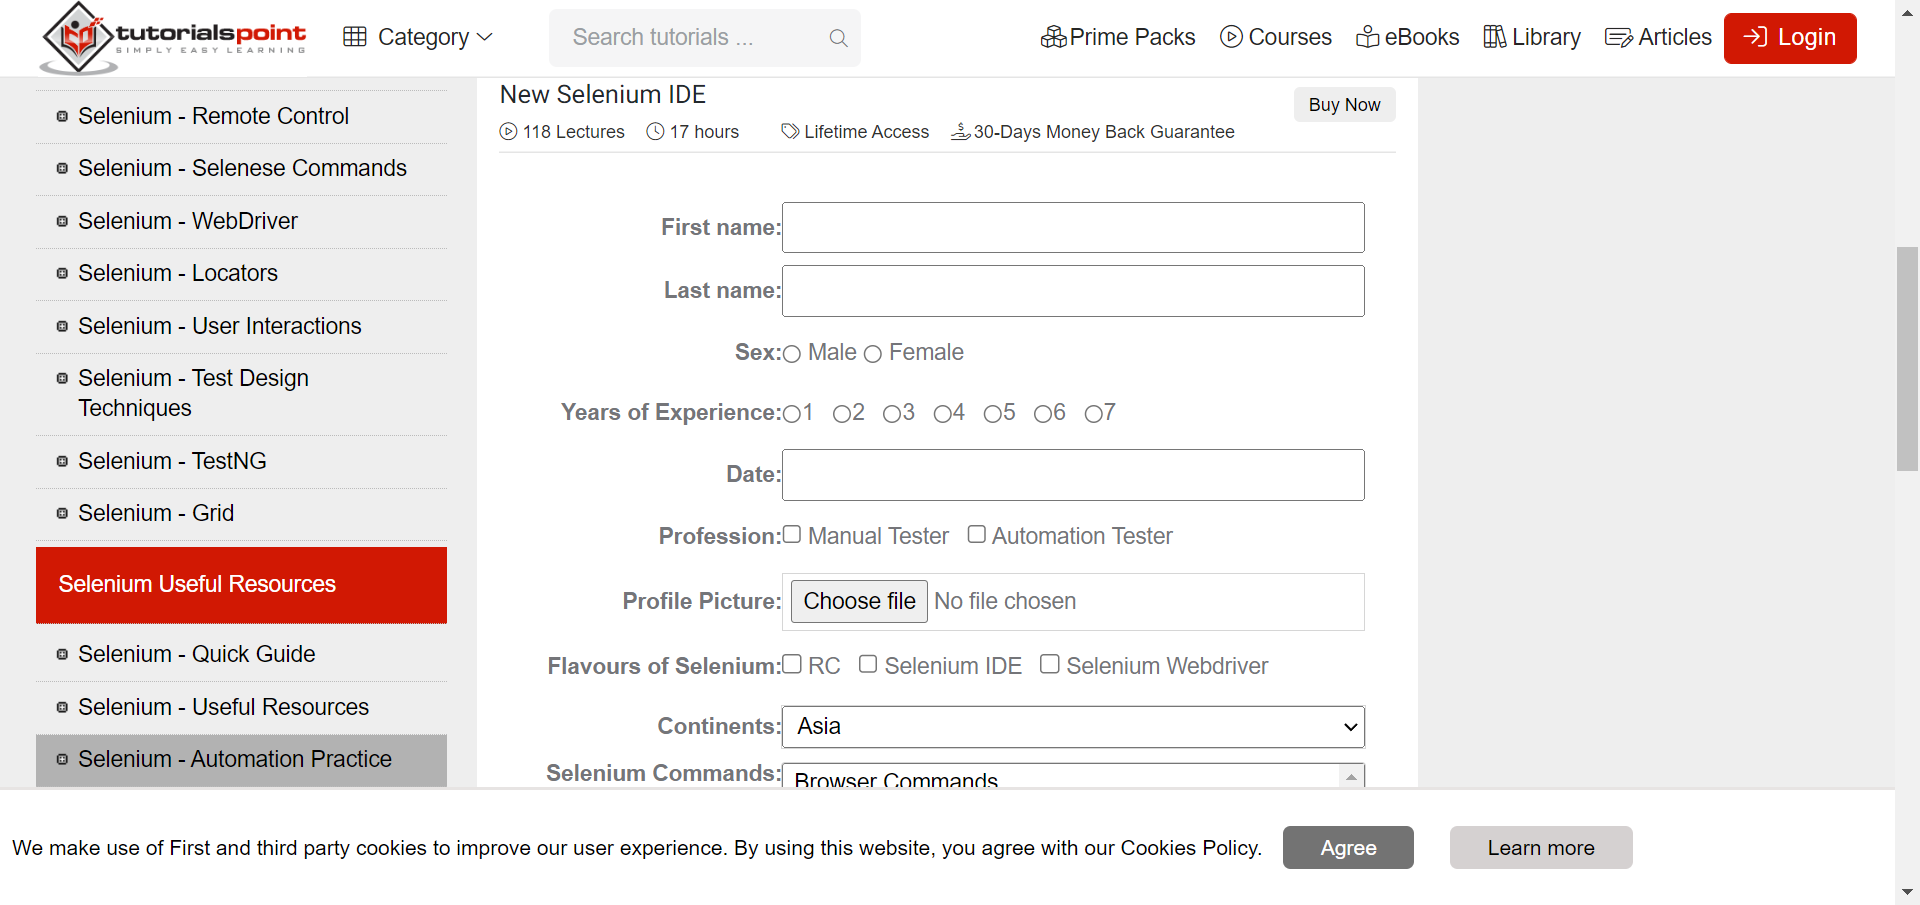 tutorialspoint
SIMPLY EASY LEARNING
Category
Search tutorials ...
Prime Packs
Courses
eBooks
Library
Articles
Login
Selenium - Remote Control
Selenium - Selenese Commands
Selenium - WebDriver
Selenium - Locators
Selenium - User Interactions
Selenium - Test Design
Techniques
Selenium - TestNG
Selenium - Grid
Selenium Useful Resources
Selenium - Quick Guide
Selenium - Useful Resources
Selenium - Automation Practice
New Selenium IDE
Buy Now
118 Lectures 17 hours Lifetime Access 30-Days Money Back Guarantee
First name:
Last name:
Sex: Male Female
Years of Experience: 1 2 3 4 5 6 7
Date:
Profession: Manual Tester Automation Tester
Profile Picture: Choose file No file chosen
Flavours of Selenium: RC Selenium IDE Selenium Webdriver
Continents: Asia
Selenium Commands: Browser Commands
We make use of First and third party cookies to improve our user experience. By using this website, you agree with our Cookies Policy. Agree Learn more